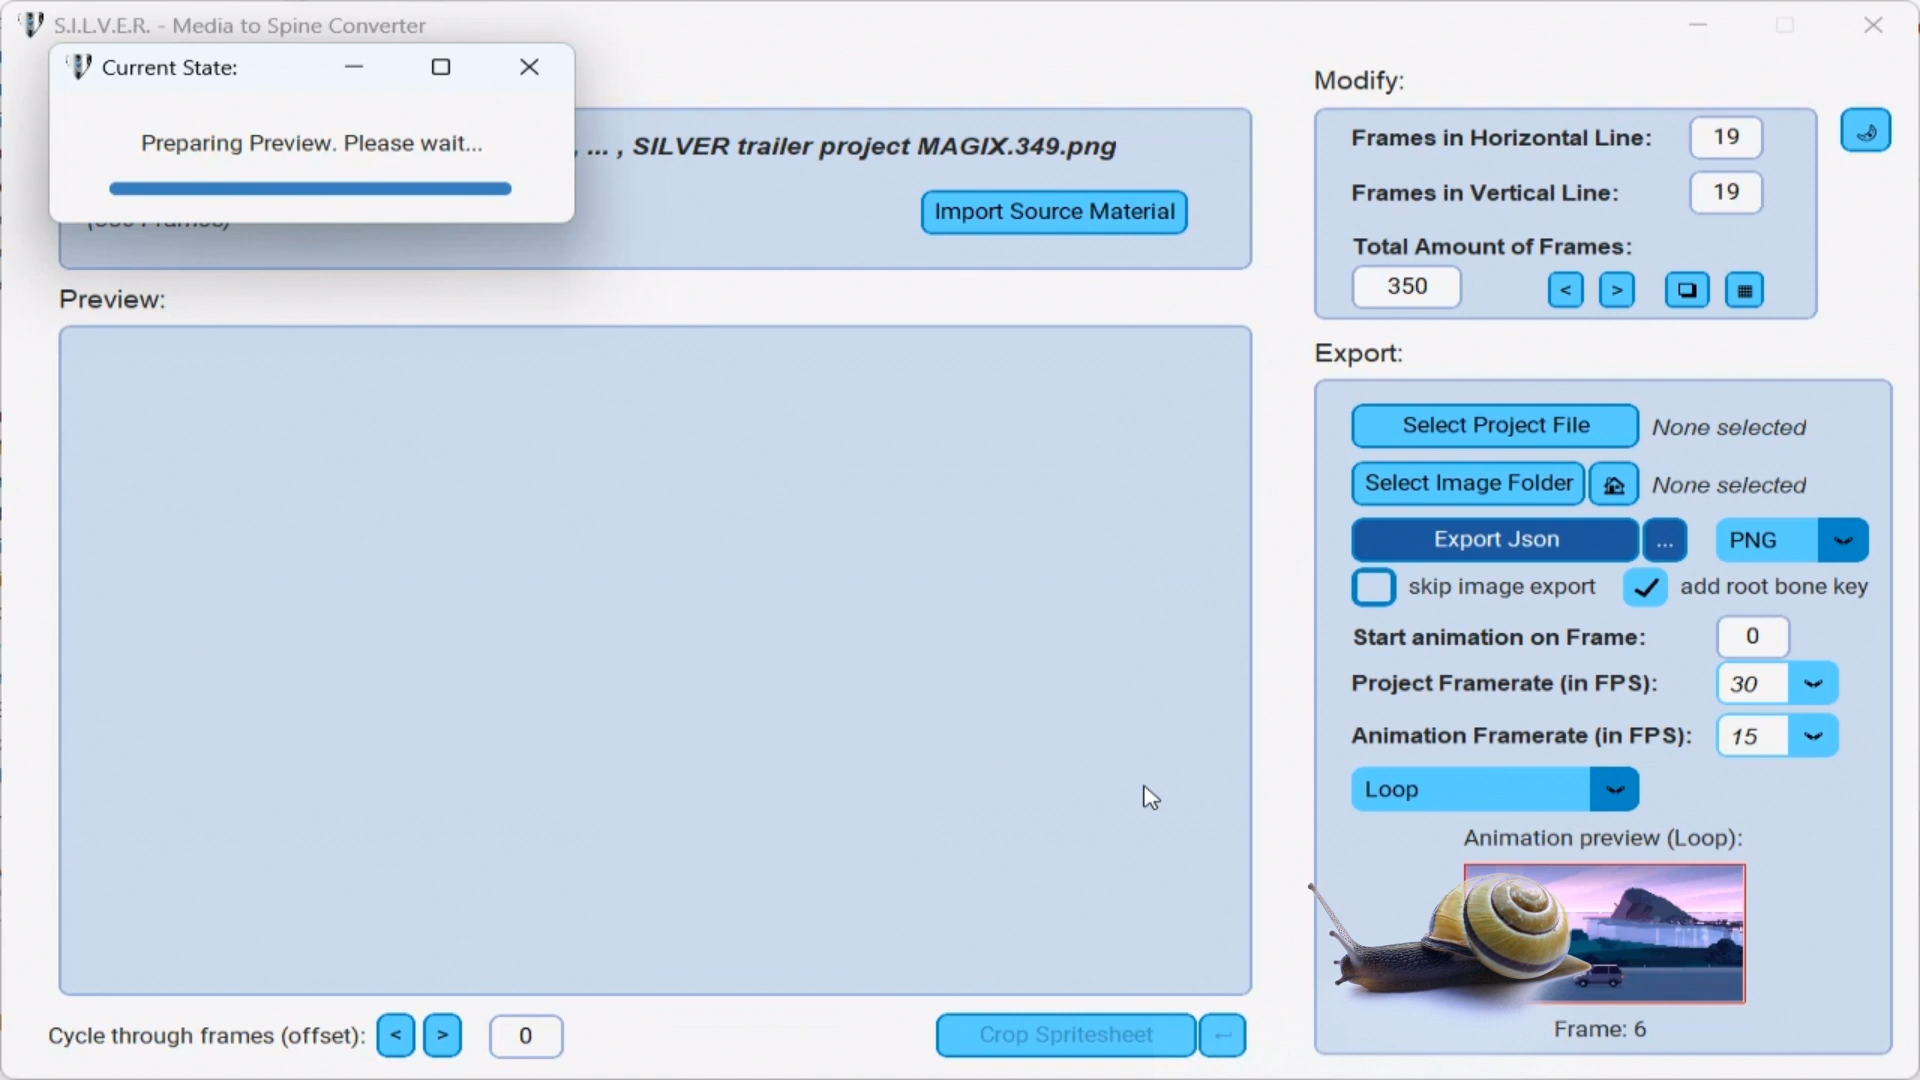 S.I.L.V.E.R. - Media to Spine Converter
Current State:
Preparing Preview. Please wait...
, ... , SILVER trailer project MAGIX.349.png
Import Source Material
Preview:
Cycle through frames (offset):
<
>
0
Crop Spritesheet
Modify:
Frames in Horizontal Line:
19
Frames in Vertical Line:
19
Total Amount of Frames:
350
<
>
Export:
Select Project File
None selected
Select Image Folder
None selected
Export Json
...
PNG
skip image export
add root bone key
Start animation on Frame:
0
Project Framerate (in FPS):
30
Animation Framerate (in FPS):
15
Loop
Animation preview (Loop):
Frame: 6